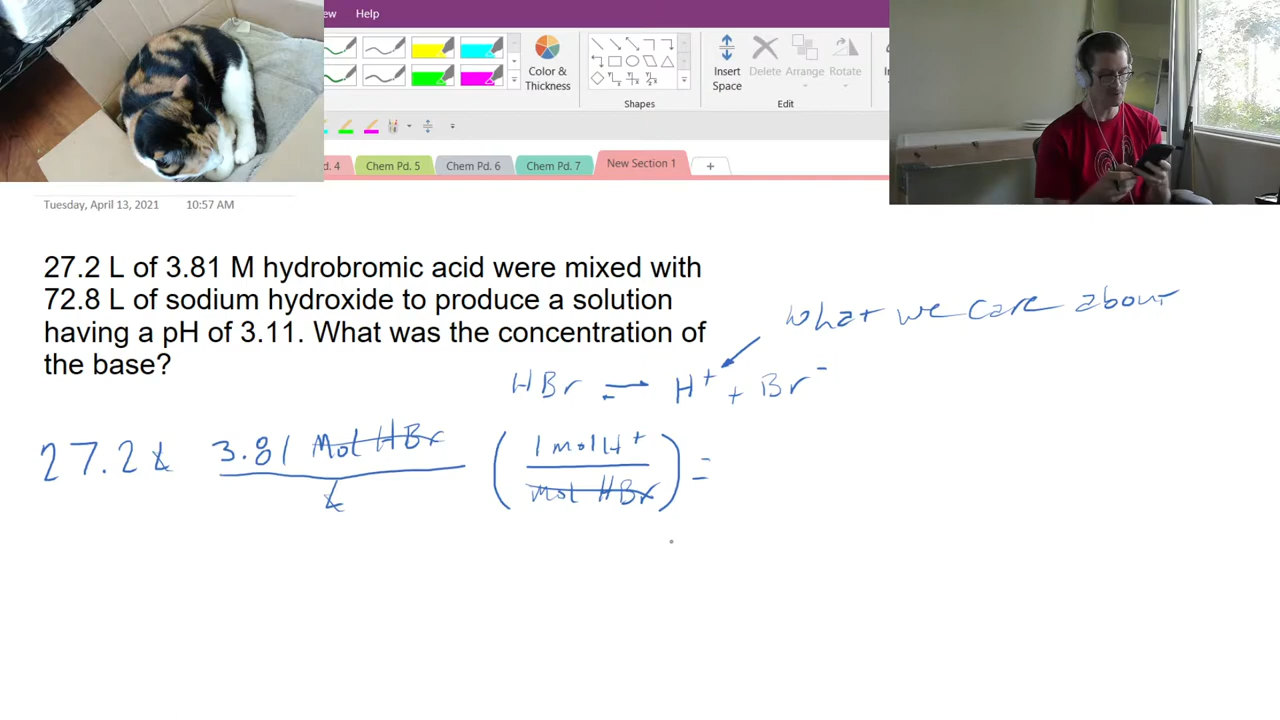 ew Help
Color & Thickness
Shapes
Insert Space
Delete
Arrange
Rotate
Edit
d. 4
Chem Pd. 5
Chem Pd. 6
Chem Pd. 7
New Section 1
+
Tuesday, April 13, 2021 10:57 AM
27.2 L of 3.81 M hydrobromic acid were mixed with
72.8 L of sodium hydroxide to produce a solution
having a pH of 3.11. What was the concentration of
the base?
what we care about
HBr ⇌ H⁺ + Br⁻
27.2 L 3.81 Mol HBr / L ( 1 mol H⁺ / mol HBr ) =